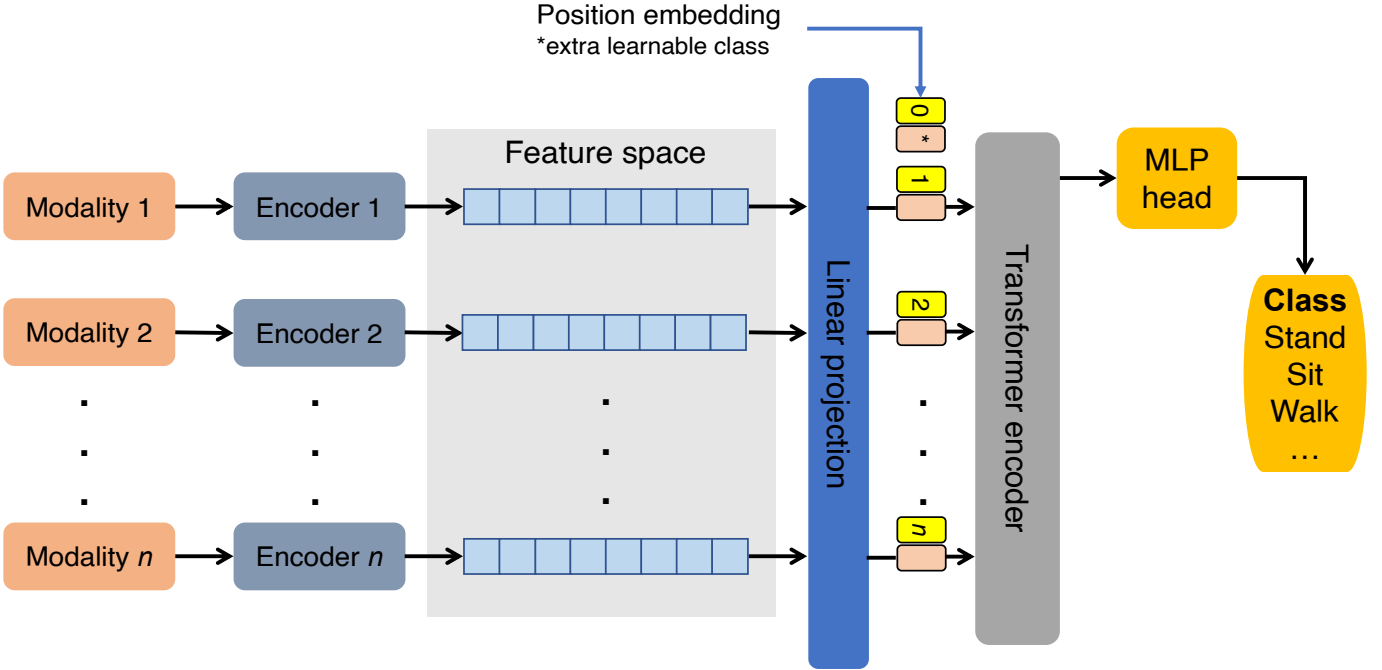 Position embedding
*extra learnable class
Feature space
Modality 1
Encoder 1
Modality 2
Encoder 2
.
.
.
.
.
.
.
.
.
Modality n
Encoder n
Linear projection
0
*
1
2
.
.
.
n
Transformer encoder
MLP
head
Class
Stand
Sit
Walk
…